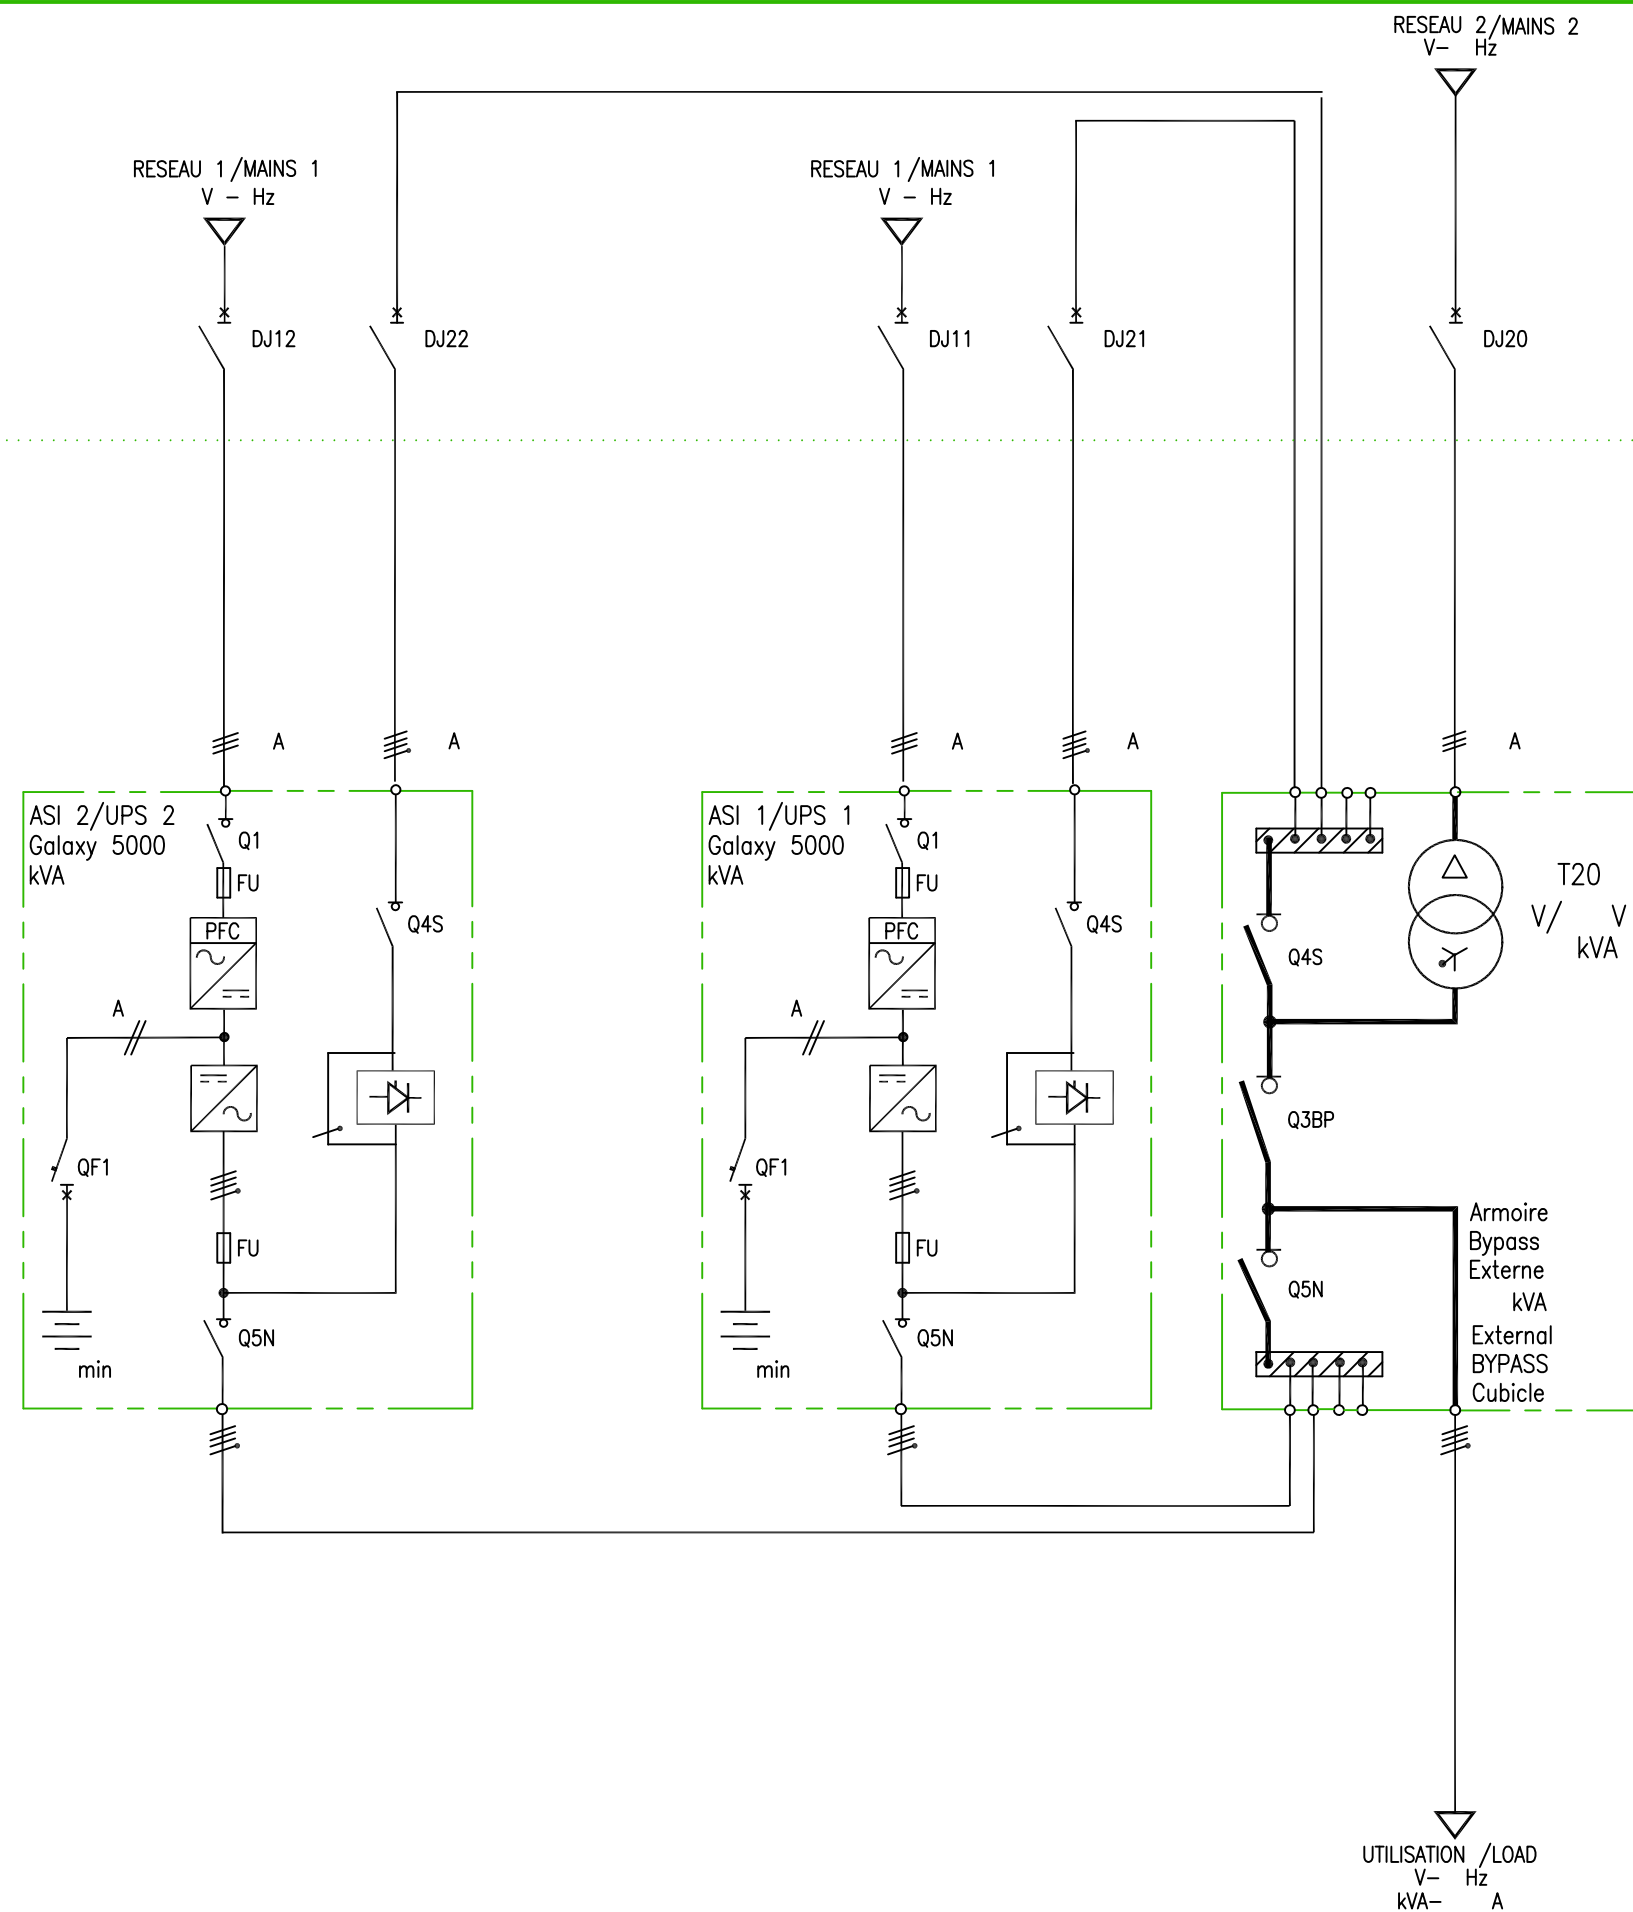 RESEAU 2/MAINS 2
V- Hz
RESEAU 1/MAINS 1
V - Hz
RESEAU 1/MAINS 1
V - Hz
DJ12
DJ22
DJ11
DJ21
DJ20
A
A
A
A
A
ASI 2/UPS 2
Galaxy 5000
kVA
Q1
FU
PFC
Q4S
A
QF1
FU
Q5N
min
ASI 1/UPS 1
Galaxy 5000
kVA
Q1
FU
PFC
Q4S
A
QF1
FU
Q5N
min
T20
V/ V
kVA
Q4S
Q3BP
Q5N
Armoire
Bypass
Externe
kVA
External
BYPASS
Cubicle
UTILISATION /LOAD
V- Hz
kVA- A